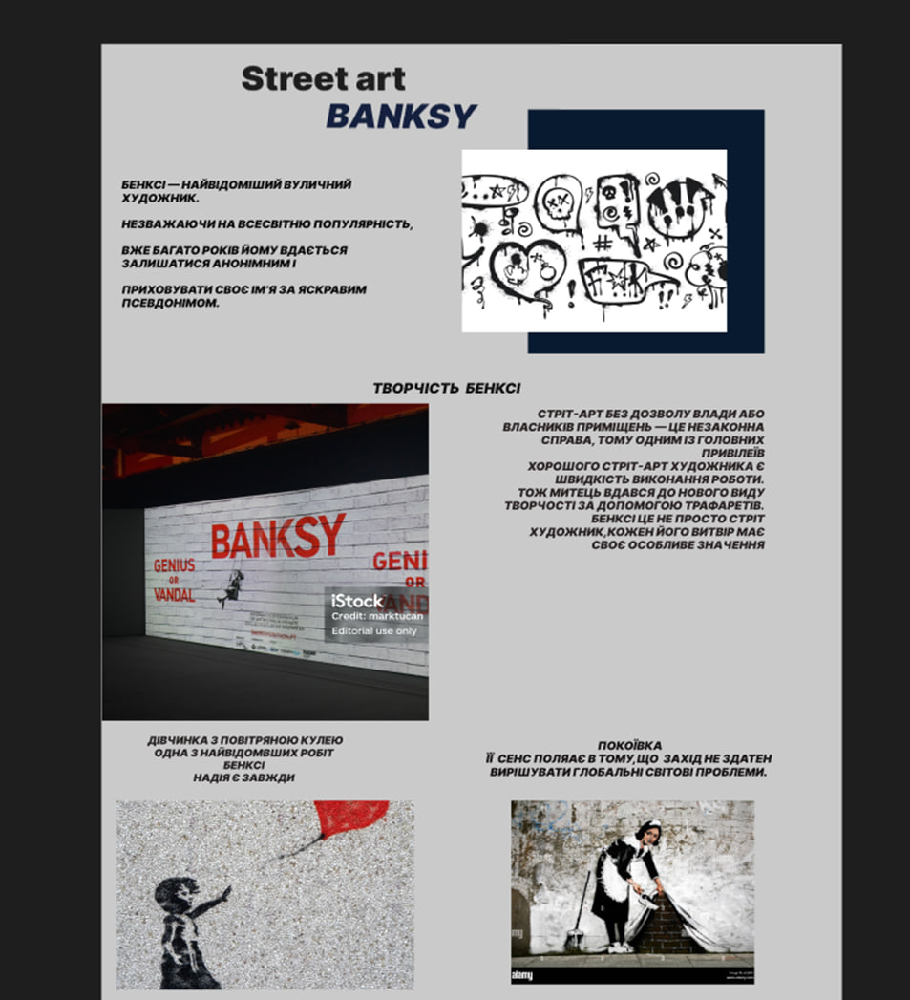 Street art
BANKSY
БЕНКСІ — НАЙВІДОМІШИЙ ВУЛИЧНИЙ
ХУДОЖНИК.
НЕЗВАЖАЮЧИ НА ВСЕСВІТНЮ ПОПУЛЯРНІСТЬ,
ВЖЕ БАГАТО РОКІВ ЙОМУ ВДАЄТЬСЯ
ЗАЛИШАТИСЯ АНОНІМНИМ І
ПРИХОВУВАТИ СВОЄ ІМ'Я ЗА ЯСКРАВИМ
ПСЕВДОНІМОМ.
#
ТВОРЧІСТЬ БЕНКСІ
СТРІТ-АРТ БЕЗ ДОЗВОЛУ ВЛАДИ АБО
ВЛАСНИКІВ ПРИМІЩЕНЬ — ЦЕ НЕЗАКОННА
СПРАВА, ТОМУ ОДНИМ ІЗ ГОЛОВНИХ
ПРИВІЛЕЇВ
ХОРОШОГО СТРІТ-АРТ ХУДОЖНИКА Є
ШВИДКІСТЬ ВИКОНАННЯ РОБОТИ.
ТОЖ МИТЕЦЬ ВДАВСЯ ДО НОВОГО ВИДУ
ТВОРЧОСТІ ЗА ДОПОМОГОЮ ТРАФАРЕТІВ.
БЕНКСІ ЦЕ НЕ ПРОСТО СТРІТ
ХУДОЖНИК,КОЖЕН ЙОГО ВИТВІР МАЄ
СВОЄ ОСОБЛИВЕ ЗНАЧЕННЯ
BANKSY
GENIUS
OR
VANDAL
GENI
OR
AND
iStock
Credit: marktucan
Editorial use only
ДІВЧИНКА З ПОВІТРЯНОЮ КУЛЕЮ
ОДНА З НАЙВІДОМВШИХ РОБІТ
БЕНКСІ
НАДІЯ Є ЗАВЖДИ
ПОКОЇВКА
ЇЇ СЕНС ПОЛЯАЄ В ТОМУ,ЩО ЗАХІД НЕ ЗДАТЕН
ВИРІШУВАТИ ГЛОБАЛЬНІ СВІТОВІ ПРОБЛЕМИ.
alamy